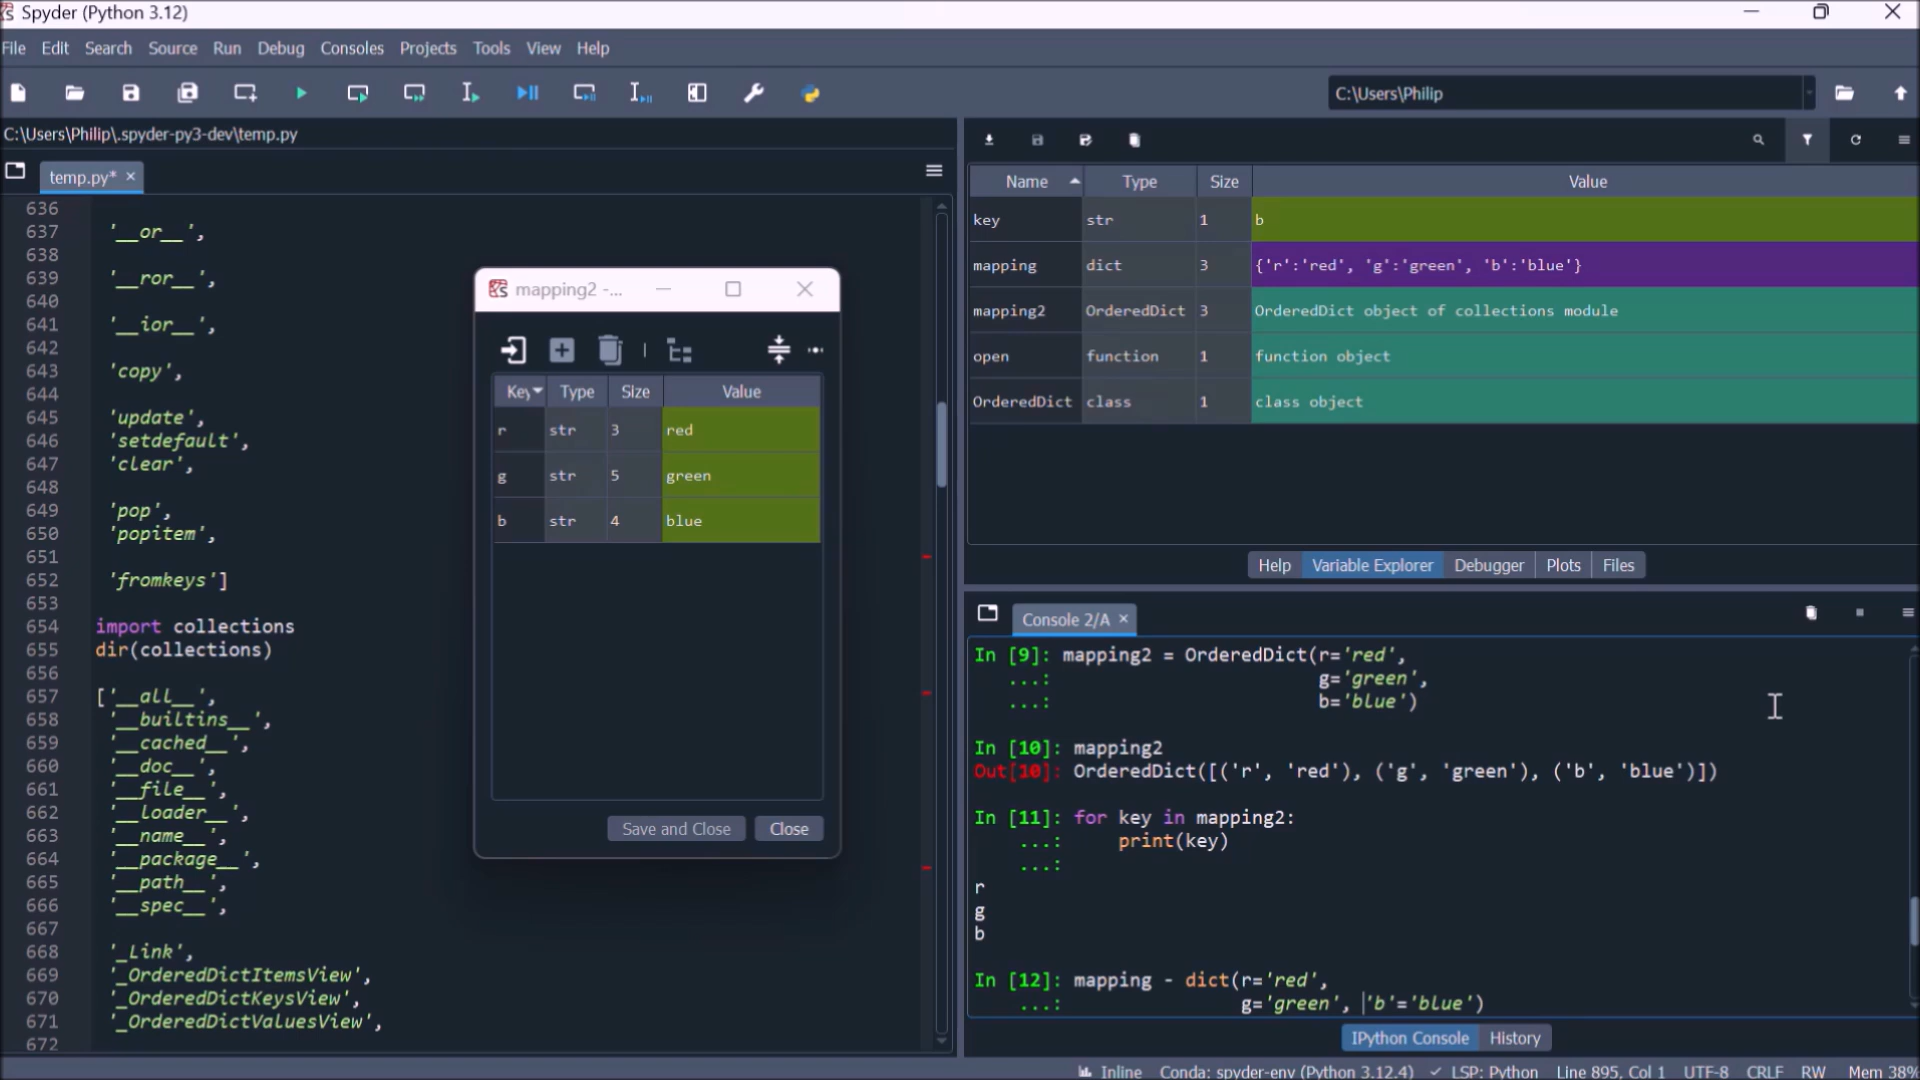 Spyder (Python 3.12)
File Edit Search Source Run Debug Consoles Projects Tools View Help
C:\Users\Philip
C:\Users\Philip\.spyder-py3-dev\temp.py
temp.py*
636
637 '__or__',
638
639 '__ror__',
640
641 '__ior__',
642
643 'copy',
644
645 'update',
646 'setdefault',
647 'clear',
648
649 'pop',
650 'popitem',
651
652 'fromkeys']
653
654 import collections
655 dir(collections)
656
657 ['__all__',
658 '__builtins__',
659 '__cached__',
660 '__doc__',
661 '__file__',
662 '__loader__',
663 '__name__',
664 '__package__',
665 '__path__',
666 '__spec__',
667
668 '_Link',
669 '_OrderedDictItemsView',
670 '_OrderedDictKeysView',
671 '_OrderedDictValuesView',
672
mapping2 -...
Key Type Size Value
r str 3 red
g str 5 green
b str 4 blue
Save and Close Close
Name Type Size Value
key str 1 b
mapping dict 3 {'r':'red', 'g':'green', 'b':'blue'}
mapping2 OrderedDict 3 OrderedDict object of collections module
open function 1 function object
OrderedDict class 1 class object
Help Variable Explorer Debugger Plots Files
Console 2/A
In [9]: mapping2 = OrderedDict(r='red',
...: g='green',
...: b='blue')
In [10]: mapping2
Out[10]: OrderedDict([('r', 'red'), ('g', 'green'), ('b', 'blue')])
In [11]: for key in mapping2:
...: print(key)
...:
r
g
b
In [12]: mapping - dict(r='red',
...: g='green', 'b'='blue')
IPython Console History
Inline Conda: spyder-env (Python 3.12.4) LSP: Python Line 895, Col 1 UTF-8 CRLF RW Mem 38%